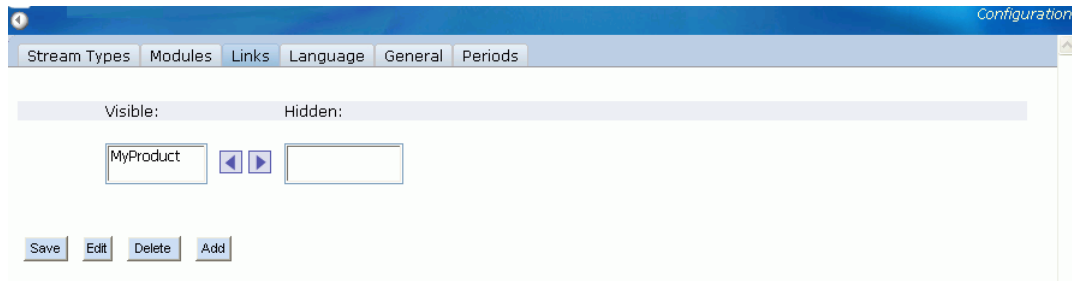 Configuration
Stream Types Modules Links Language General Periods
Visible: Hidden:
MyProduct
Save Edit Delete Add